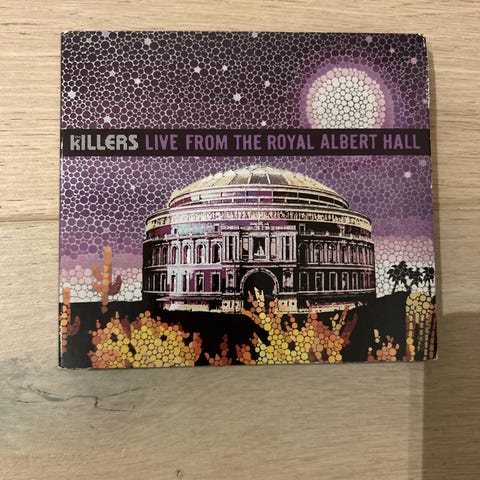 the KILLERS LIVE FROM THE ROYAL ALBERT HALL